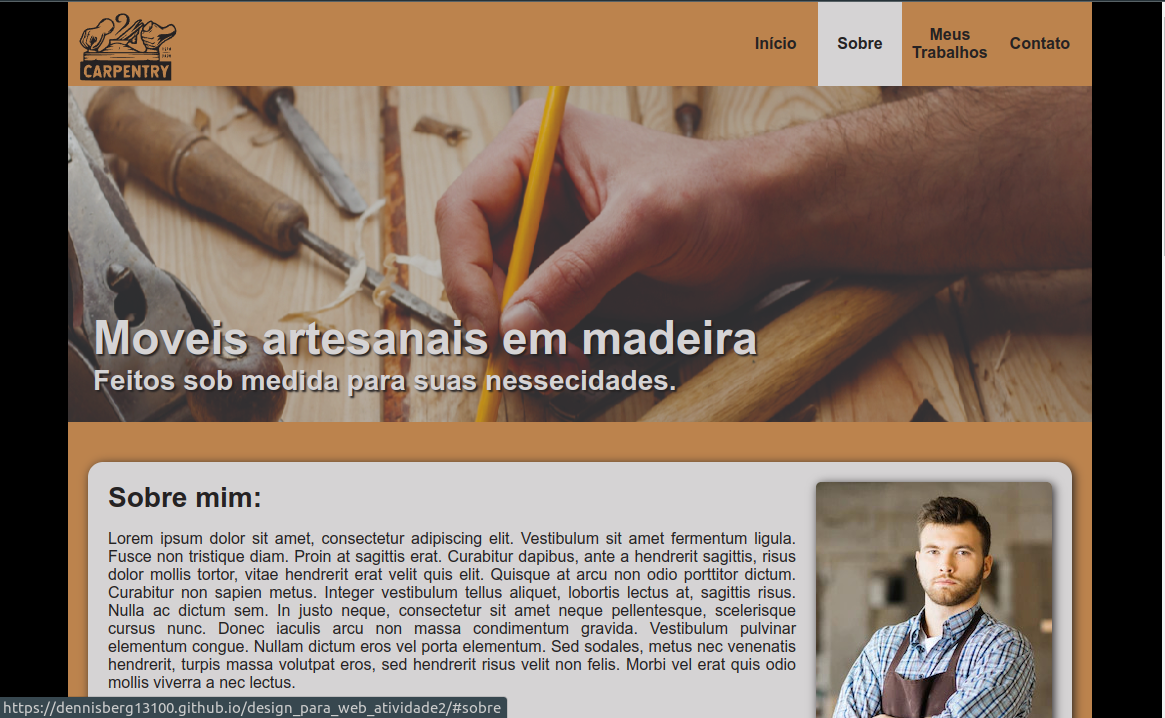 CARPENTRY
Início
Sobre
Meus
Trabalhos
Contato
Moveis artesanais em madeira
Feitos sob medida para suas nessecidades.
Sobre mim:
Lorem ipsum dolor sit amet, consectetur adipiscing elit. Vestibulum sit amet fermentum ligula.
Fusce non tristique diam. Proin at sagittis erat. Curabitur dapibus, ante a hendrerit sagittis, risus
dolor mollis tortor, vitae hendrerit erat velit quis elit. Quisque at arcu non odio porttitor dictum.
Curabitur non sapien metus. Integer vestibulum tellus aliquet, lobortis lectus at, sagittis risus.
Nulla ac dictum sem. In justo neque, consectetur sit amet neque pellentesque, scelerisque
cursus nunc. Donec iaculis arcu non massa condimentum gravida. Vestibulum pulvinar
elementum congue. Nullam dictum eros vel porta elementum. Sed sodales, metus nec venenatis
hendrerit, turpis massa volutpat eros, sed hendrerit risus velit non felis. Morbi vel erat quis odio
mollis viverra a nec lectus.
https://dennisberg13100.github.io/design_para_web_atividade2/#sobre